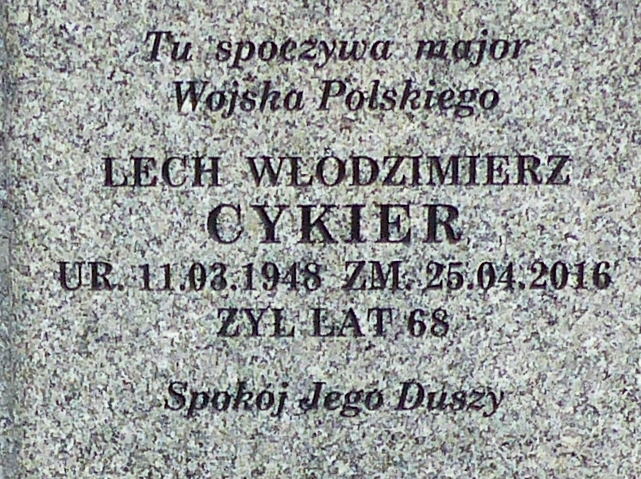 Tu spoczywa major
Wojska Polskiego
LECH WŁODZIMIERZ
CYKIER
UR. 11.03.1948 ZM. 25.04.2016
ŻYŁ LAT 68
Spokój Jego Duszy